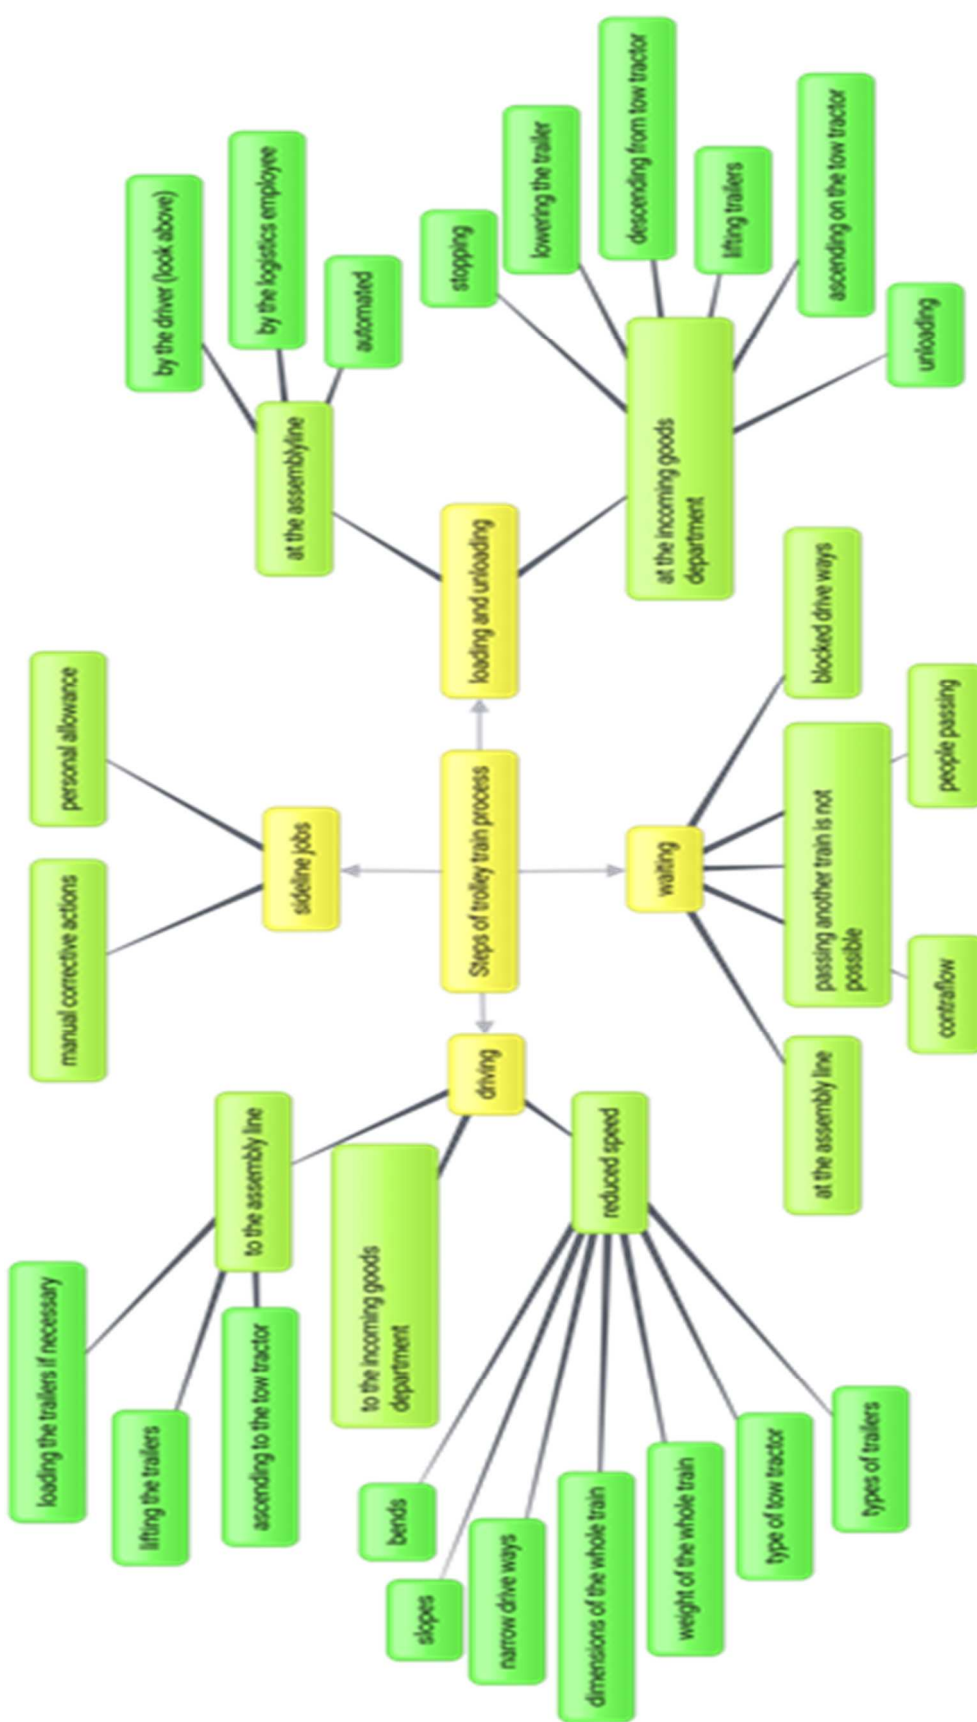 loading the trailers if necessary
lifting the trailers
ascending to the tow tractor
to the assembly line
to the incoming goods
department
bends
slopes
narrow drive ways
dimensions of the whole train
weight of the whole train
type of tow tractor
types of trailers
reduced speed
driving
manual corrective actions
personal allowance
sideline jobs
Steps of trolley train process
waiting
at the assembly line
passing another train is not
possible
contraflow
people passing
blocked drive ways
loading and unloading
at the assemblyline
by the driver (look above)
by the logistics employee
automated
at the incoming goods
department
stopping
lowering the trailer
descending from tow tractor
lifting trailers
ascending on the tow tractor
unloading